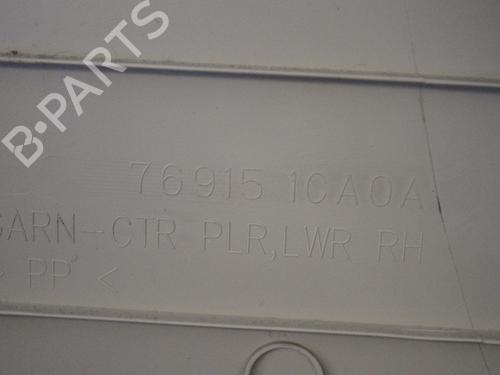 B-PARTS
76915 1CA0A
GARN-CTR PLR,LWR RH
> PP <